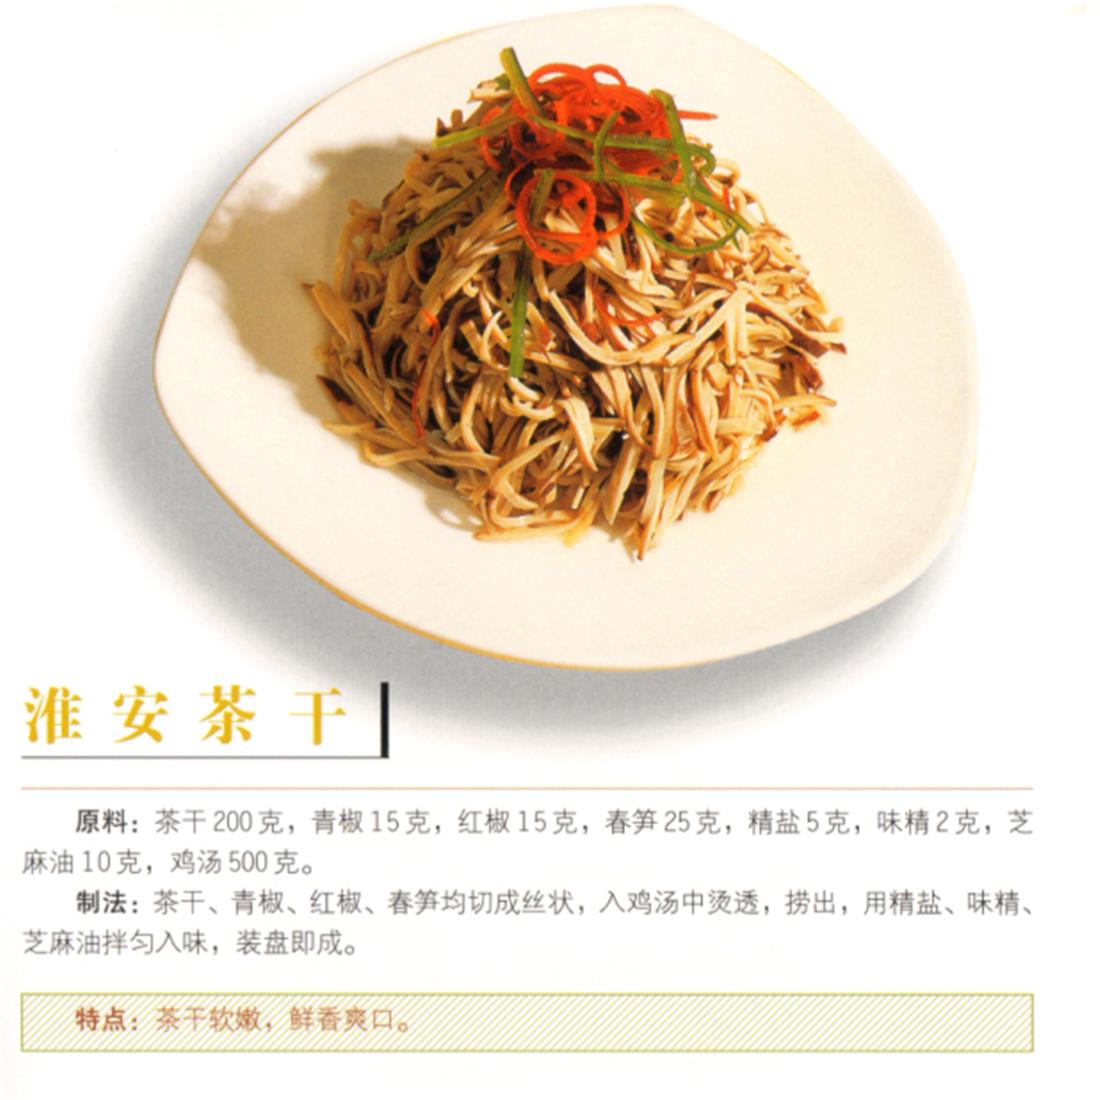 淮安茶干
原料：茶干200克，青椒15克，红椒15克，春笋25克，精盐5克，味精2克，芝
麻油10克，鸡汤500克。
制法：茶干、青椒、红椒、春笋均切成丝状，入鸡汤中烫透，捞出，用精盐、味精、
芝麻油拌匀入味，装盘即成。
特点：茶干软嫩，鲜香爽口。